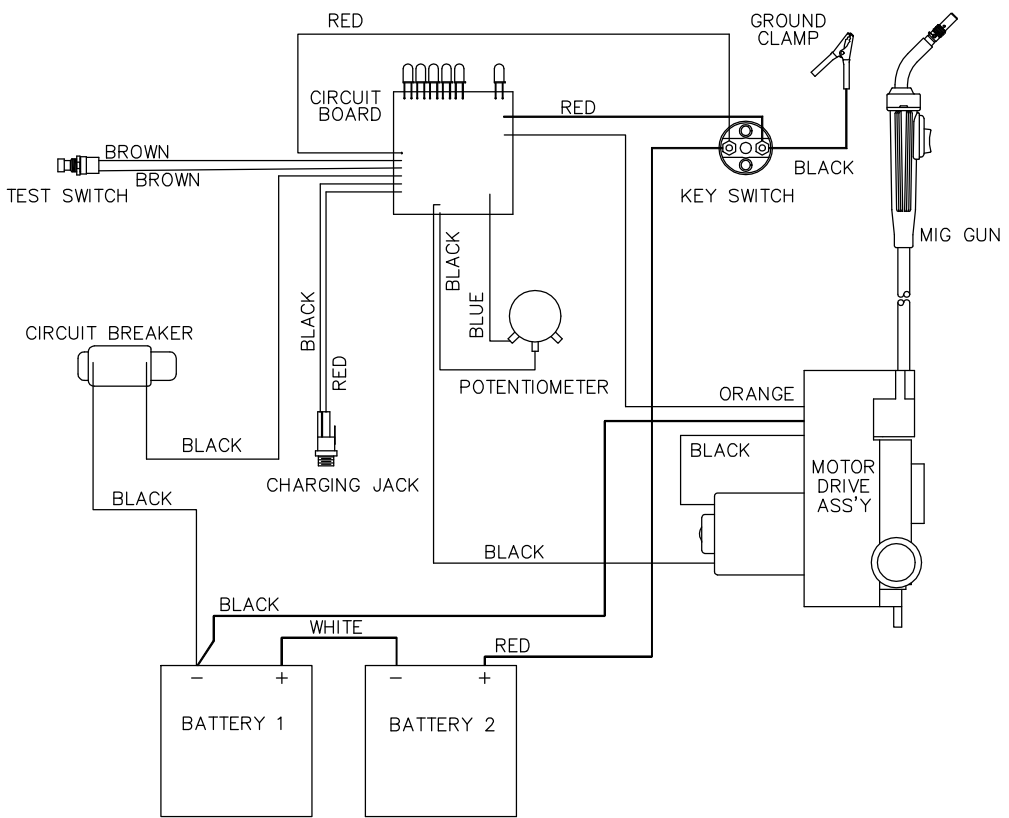 RED
GROUND
CLAMP
CIRCUIT
BOARD
RED
BROWN
BROWN
TEST SWITCH
BLACK
KEY SWITCH
MIG GUN
BLACK
BLUE
BLACK
RED
CIRCUIT BREAKER
POTENTIOMETER
ORANGE
BLACK
BLACK
MOTOR
DRIVE
ASS'Y
CHARGING JACK
BLACK
BLACK
BLACK
WHITE
RED
− +
− +
BATTERY 1
BATTERY 2